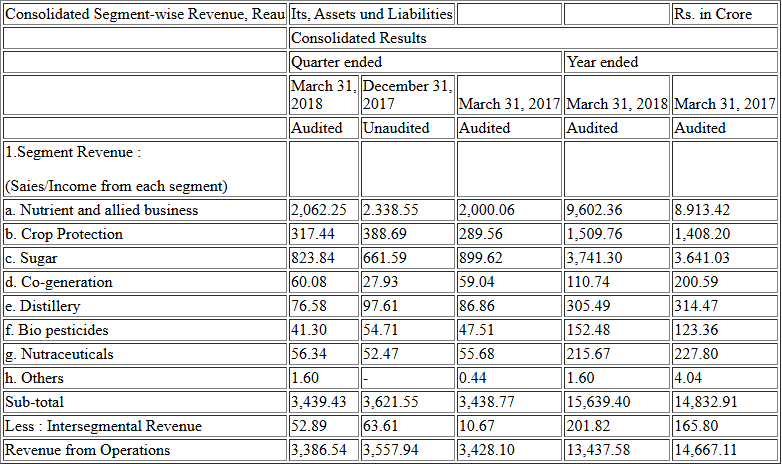 Consolidated Segment-wise Revenue, Reau Its, Assets und Liabilities Rs. in Crore
Consolidated Results
Quarter ended Year ended
March 31, 2018 December 31, 2017 March 31, 2017 March 31, 2018 March 31, 2017
Audited Unaudited Audited Audited Audited
1.Segment Revenue :
(Saies/Income from each segment)
a. Nutrient and allied business 2,062.25 2.338.55 2,000.06 9,602.36 8.913.42
b. Crop Protection 317.44 388.69 289.56 1,509.76 1,408.20
c. Sugar 823.84 661.59 899.62 3,741.30 3.641.03
d. Co-generation 60.08 27.93 59.04 110.74 200.59
e. Distillery 76.58 97.61 86.86 305.49 314.47
f. Bio pesticides 41.30 54.71 47.51 152.48 123.36
g. Nutraceuticals 56.34 52.47 55.68 215.67 227.80
h. Others 1.60 - 0.44 1.60 4.04
Sub-total 3,439.43 3,621.55 3,438.77 15,639.40 14,832.91
Less : Intersegmental Revenue 52.89 63.61 10.67 201.82 165.80
Revenue from Operations 3,386.54 3,557.94 3,428.10 13,437.58 14,667.11